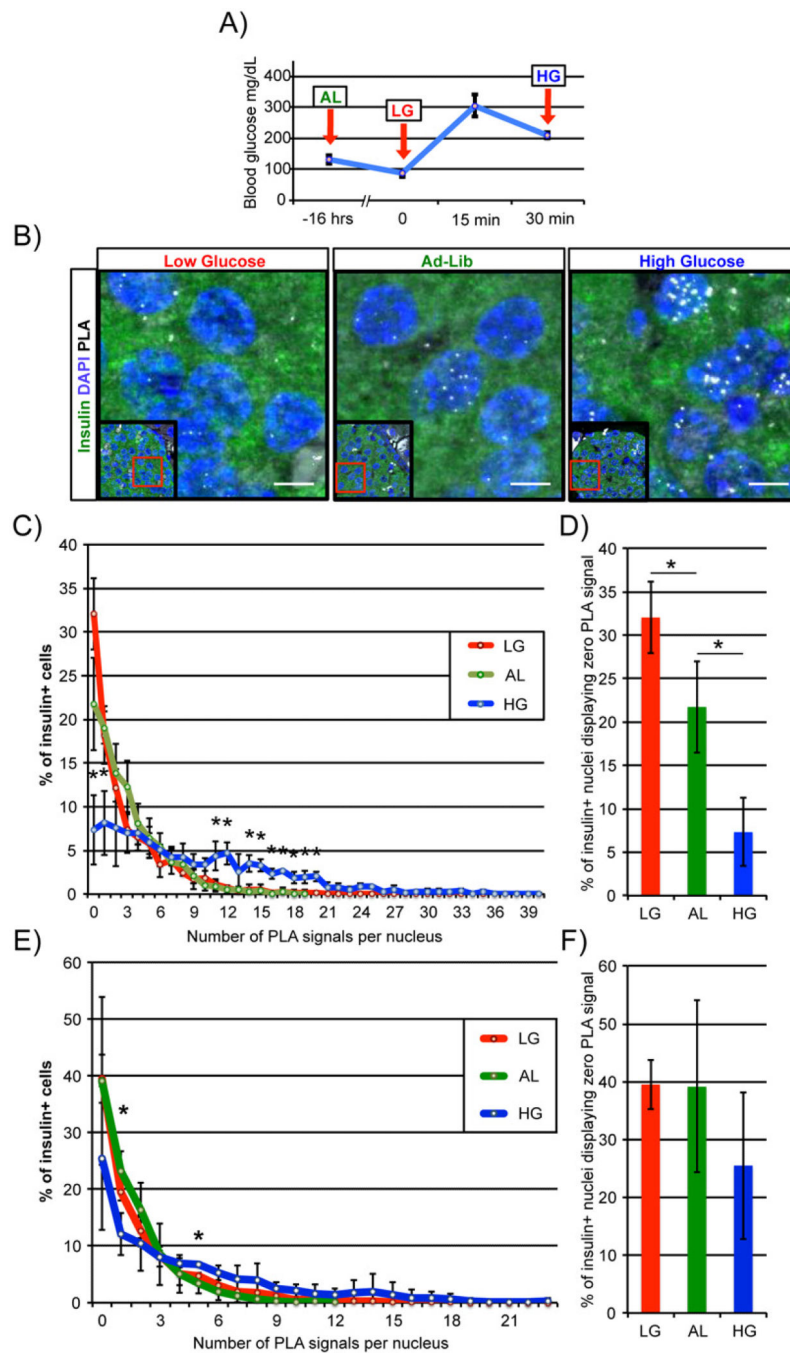 A)
Blood glucose mg/dL
400
300
200
100
0
AL
LG
HG
-16 hrs
0
15 min
30 min
B)
Low Glucose
Ad-Lib
High Glucose
Insulin DAPI PLA
C)
% of insulin+ cells
40
35
30
25
20
15
10
5
0
LG
AL
HG
**
**
**
**
**
0 3 6 9 12 15 18 21 24 27 30 33 36 39
Number of PLA signals per nucleus
D)
% of insulin+ nuclei displaying zero PLA signal
40
35
30
25
20
15
10
5
0
*
*
LG AL HG
E)
% of insulin+ cells
60
50
40
30
20
10
0
LG
AL
HG
*
*
0 5 10 15 20
Number of PLA signals per nucleus
F)
% of insulin+ nuclei displaying zero PLA signal
60
50
40
30
20
10
0
LG AL HG